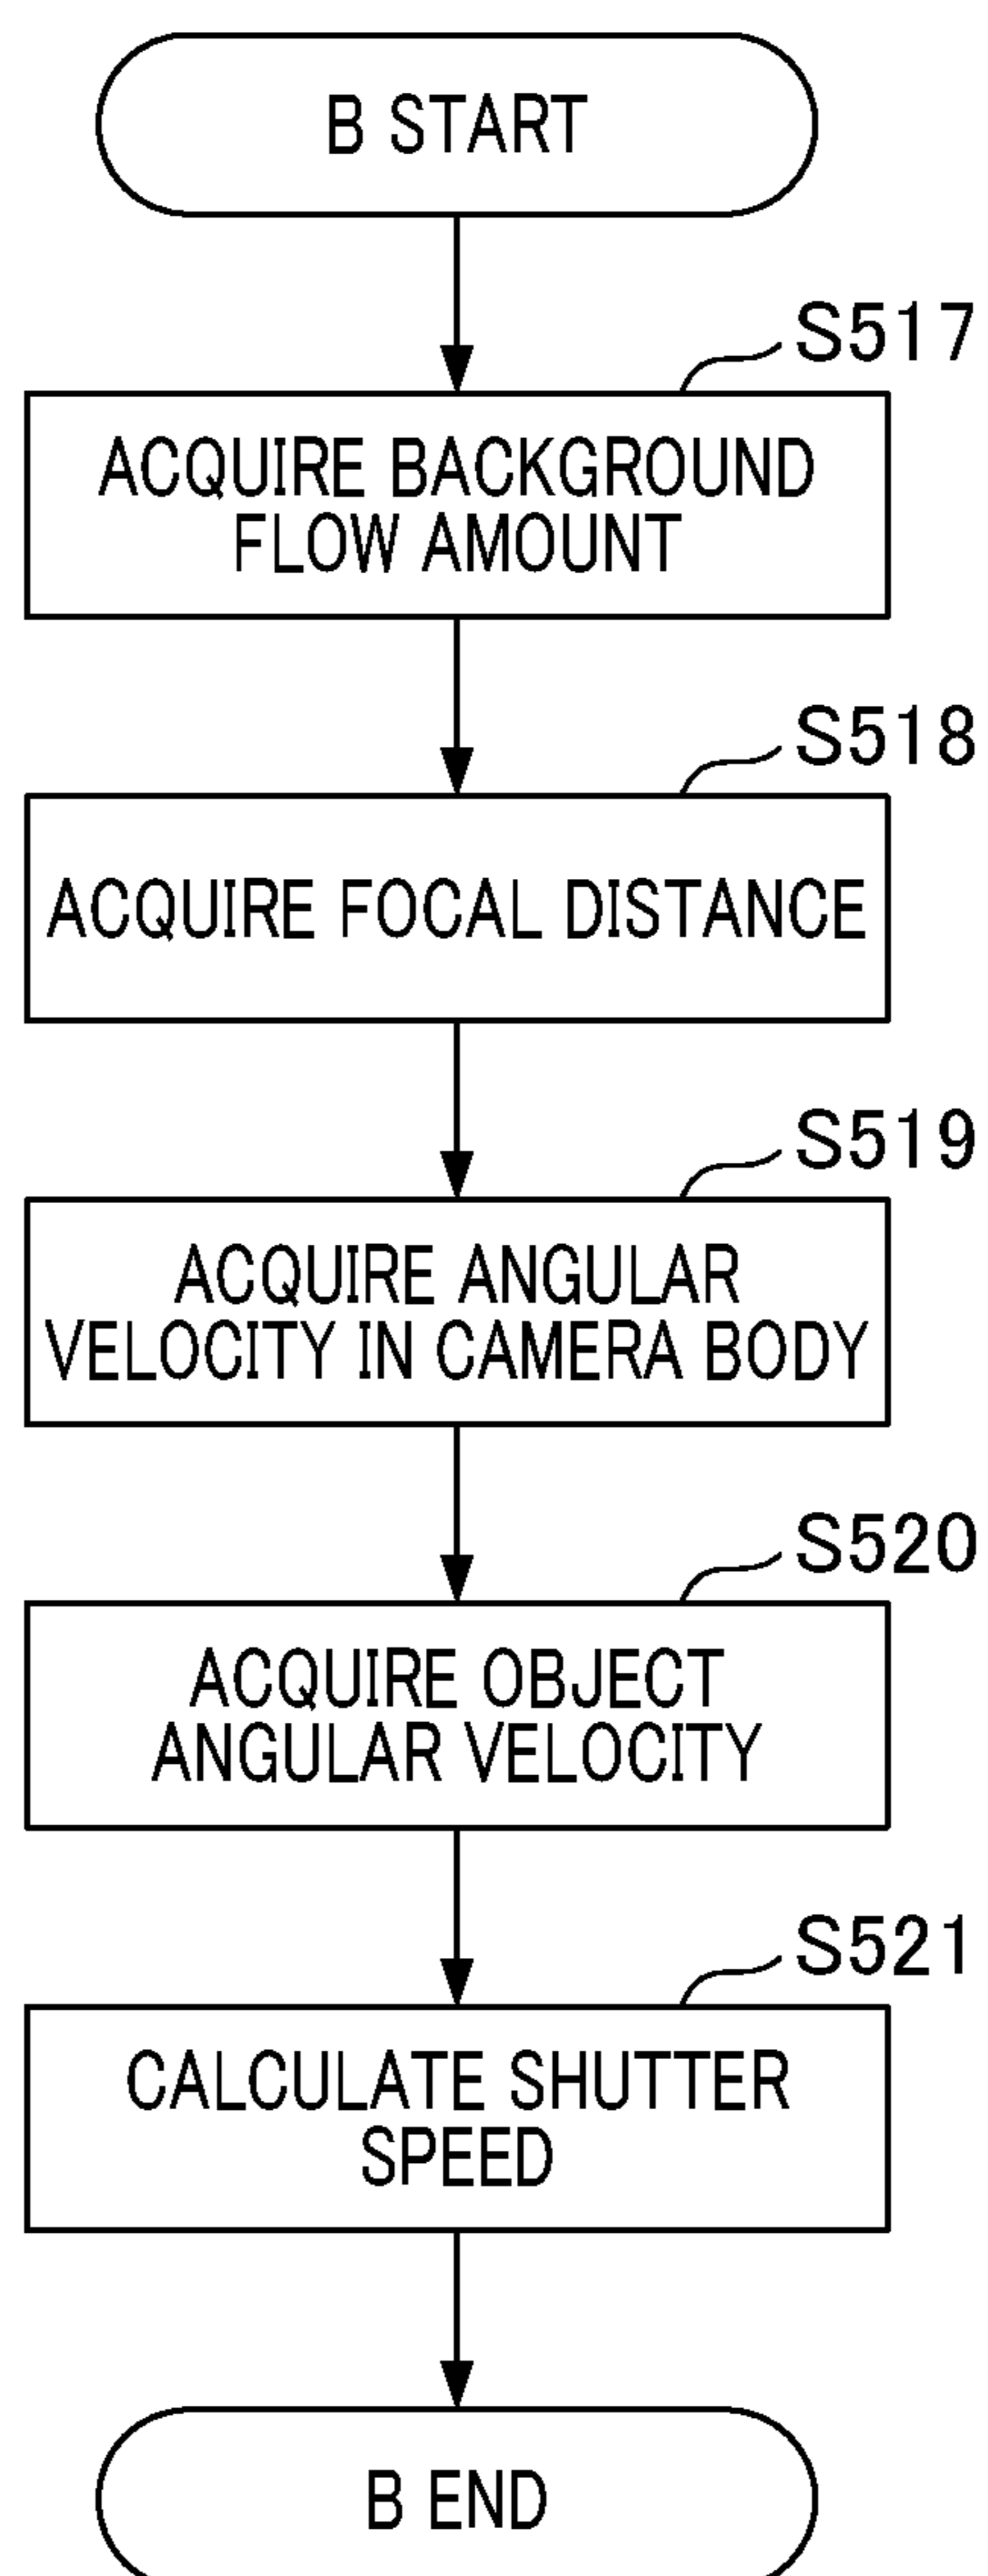 B START
S517
ACQUIRE BACKGROUND
FLOW AMOUNT
S518
ACQUIRE FOCAL DISTANCE
S519
ACQUIRE ANGULAR
VELOCITY IN CAMERA BODY
S520
ACQUIRE OBJECT
ANGULAR VELOCITY
S521
CALCULATE SHUTTER
SPEED
B END